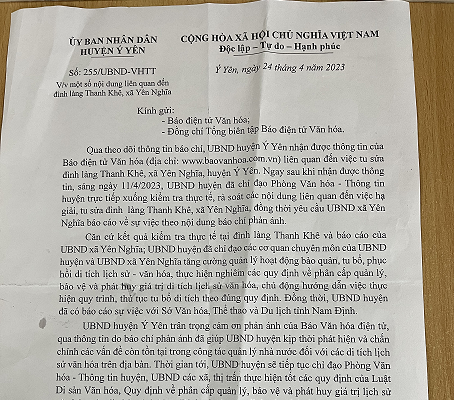 ỦY BAN NHÂN DÂN
HUYỆN Ý YÊN
CỘNG HÒA XÃ HỘI CHỦ NGHĨA VIỆT NAM
Độc lập – Tự do – Hạnh phúc
Số: 255/UBND-VHTT
V/v một số nội dung liên quan đến
đình làng Thanh Khê, xã Yên Nghĩa
Ý Yên, ngày 24 tháng 4 năm 2023
Kính gửi:
- Báo điện tử Văn hóa;
- Đồng chí Tổng biên tập Báo điện tử Văn hóa.
Qua theo dõi thông tin báo chí, UBND huyện Ý Yên nhận được thông tin của
Báo điện tử Văn hóa (địa chỉ: www.baovanhoa.com.vn) liên quan đến việc tu sửa
đình làng Thanh Khê, xã Yên Nghĩa, huyện Ý Yên. Ngay sau khi nhận được thông
tin, sáng ngày 11/4/2023, UBND huyện đã chỉ đạo Phòng Văn hóa - Thông tin
huyện trực tiếp xuống kiểm tra thực tế, rà soát các nội dung liên quan đến việc hạ
giải, tu sửa đình làng Thanh Khê, xã Yên Nghĩa, đồng thời yêu cầu UBND xã Yên
Nghĩa báo cáo về sự việc theo nội dung báo chí phản ánh.
Căn cứ kết quả kiểm tra thực tế tại đình làng Thanh Khê và báo cáo của
UBND xã Yên Nghĩa; UBND huyện đã chỉ đạo các cơ quan chuyên môn của UBND
huyện và UBND xã Yên Nghĩa tăng cường quản lý hoạt động bảo quản, tu bổ, phục
hồi di tích lịch sử - văn hóa, thực hiện nghiêm các quy định về phân cấp quản lý,
bảo vệ và phát huy giá trị di tích lịch sử văn hóa, chủ động hướng dẫn việc thực
hiện quy trình, thủ tục tu bổ di tích theo đúng quy định. Đồng thời, UBND huyện
đã có báo cáo sự việc với Sở Văn hóa, Thể thao và Du lịch tỉnh Nam Định.
UBND huyện Ý Yên trân trọng cảm ơn phản ánh của Báo Văn hóa điện tử,
qua thông tin do báo chí phản ánh đã giúp UBND huyện kịp thời phát hiện và chấn
chỉnh các vấn đề còn tồn tại trong công tác quản lý nhà nước đối với các di tích lịch
sử văn hóa trên địa bàn. Thời gian tới, UBND huyện sẽ tiếp tục chỉ đạo Phòng Văn
hóa - Thông tin huyện, UBND các xã, thị trấn thực hiện tốt các quy định của Luật
Di sản Văn hóa, Quy định về phân cấp quản lý, bảo vệ và phát huy giá trị lịch sử